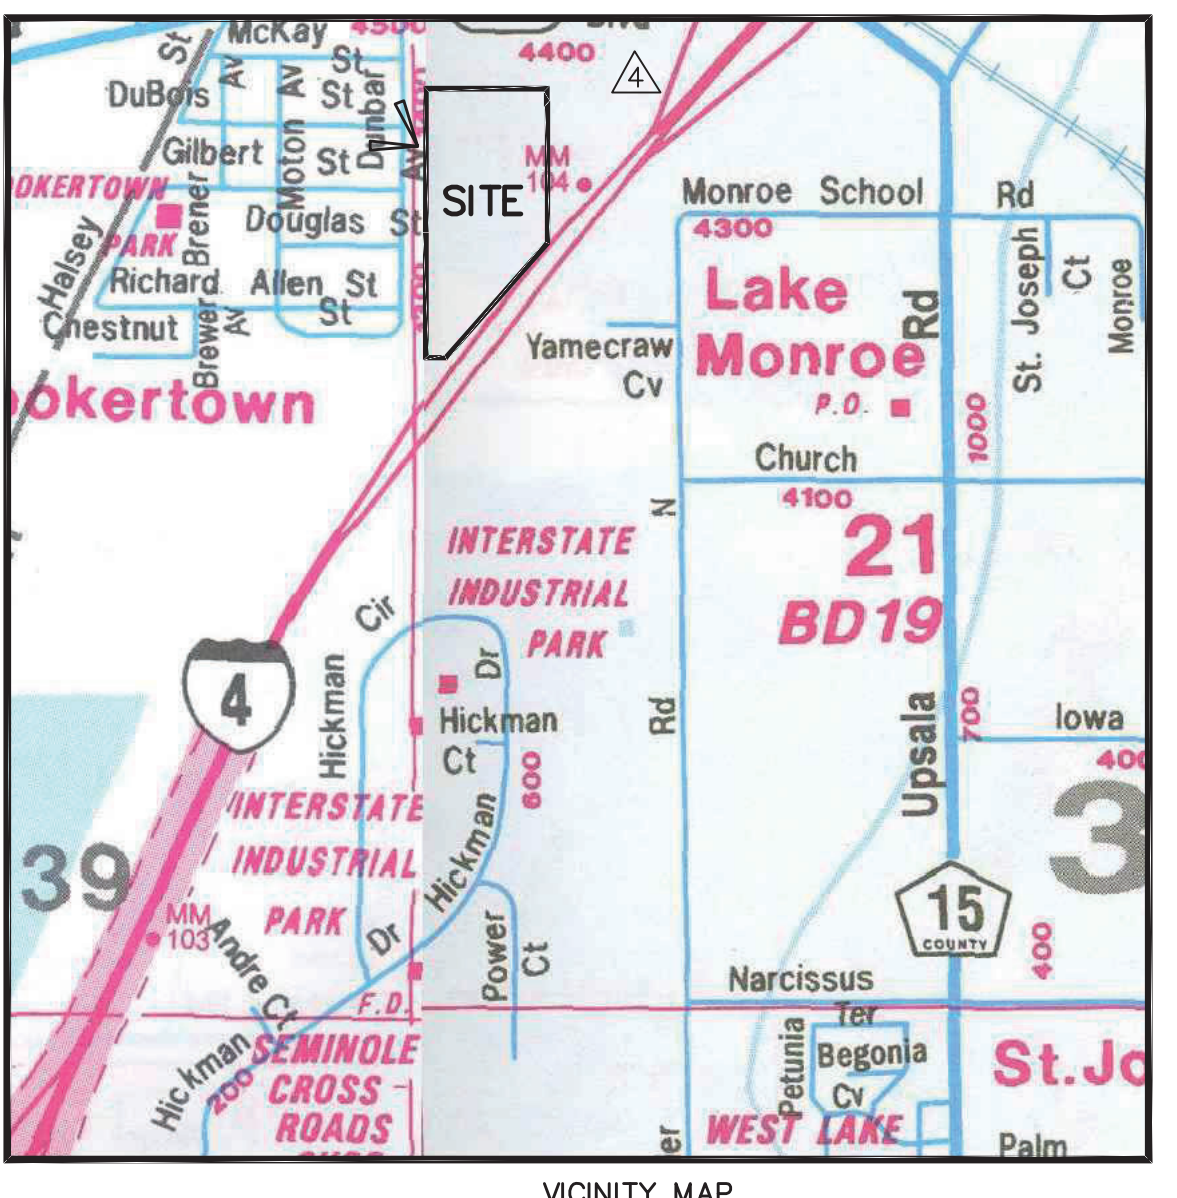 McKay St
4500
Blvd
4400
4
St
DuBois St
Av
Av
Dunbar
Gilbert St
Moton
Av
MM
104
OKERTOWN
PARK
Brener
SITE
Monroe School Rd
4300
Douglas St
Halsey
Richard Allen St
Chestnut St
Brewer
Av
Lake
Monroe
Rd
St. Joseph
Ct
Monroe
Yamecraw
Cv
P.O.
okertown
1000
Church
4100
N
21
BD19
INTERSTATE
INDUSTRIAL
PARK
Cir
Dr
4
Hickman
Hickman
Ct
Rd
Upsala
700
Iowa
400
600
INTERSTATE
INDUSTRIAL
PARK
Hickman
39
3
MM
103
Andre Ct
Dr
Power
Ct
15
COUNTY
400
Narcissus
F.D.
Ter
Petunia
Begonia
Cv
Hickman
200
SEMINOLE
CROSS
ROADS
St.Jo
WEST LAKE
er
Palm
VICINITY MAP